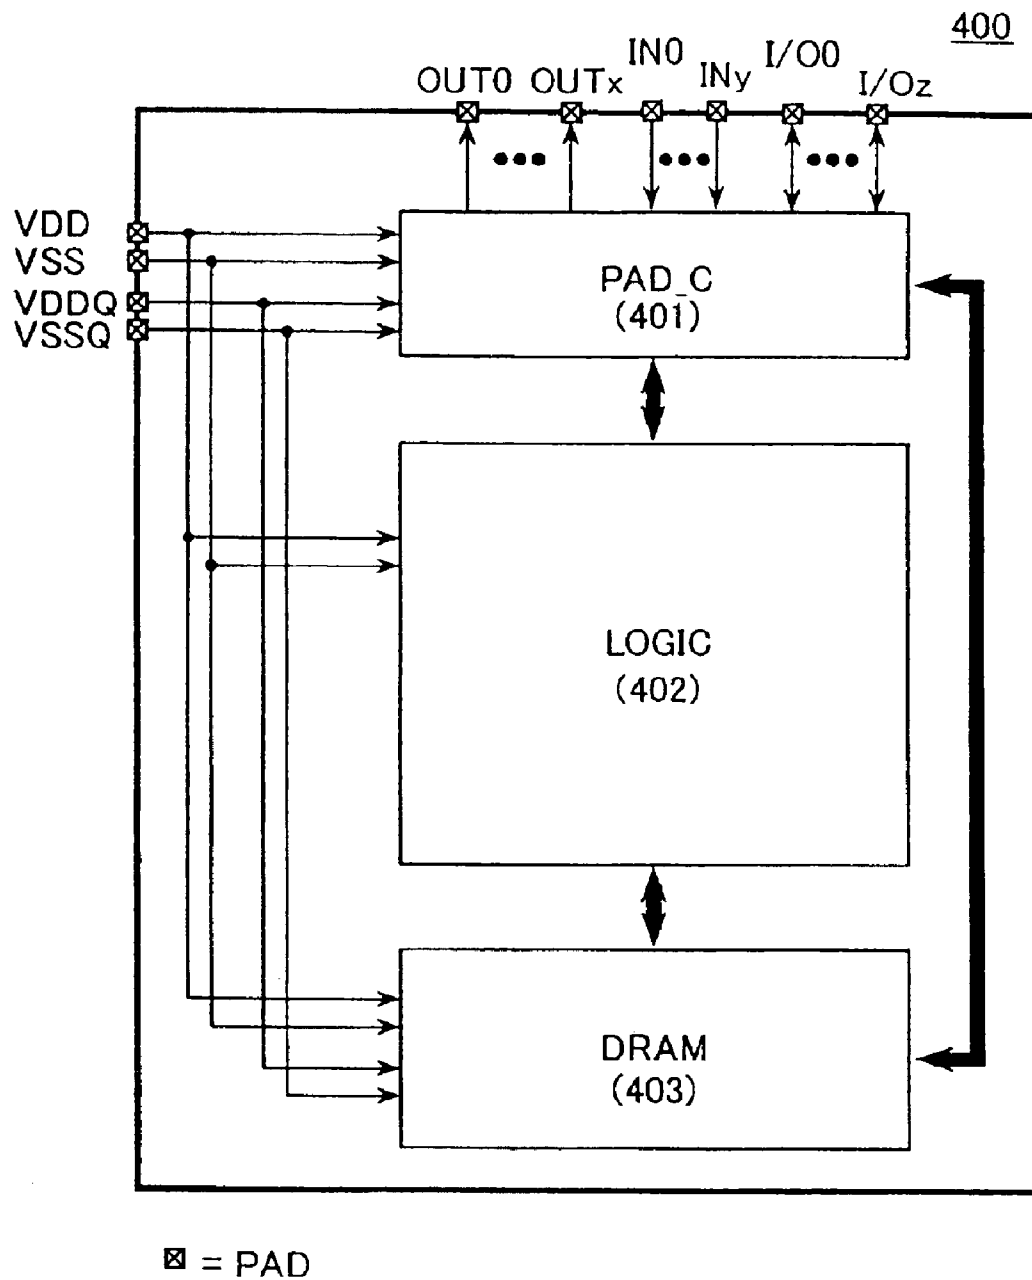 400
OUT0 OUTx IN0 INy I/O0 I/Oz
VDD
VSS
VDDQ
VSSQ
PAD_C
(401)
LOGIC
(402)
DRAM
(403)
= PAD